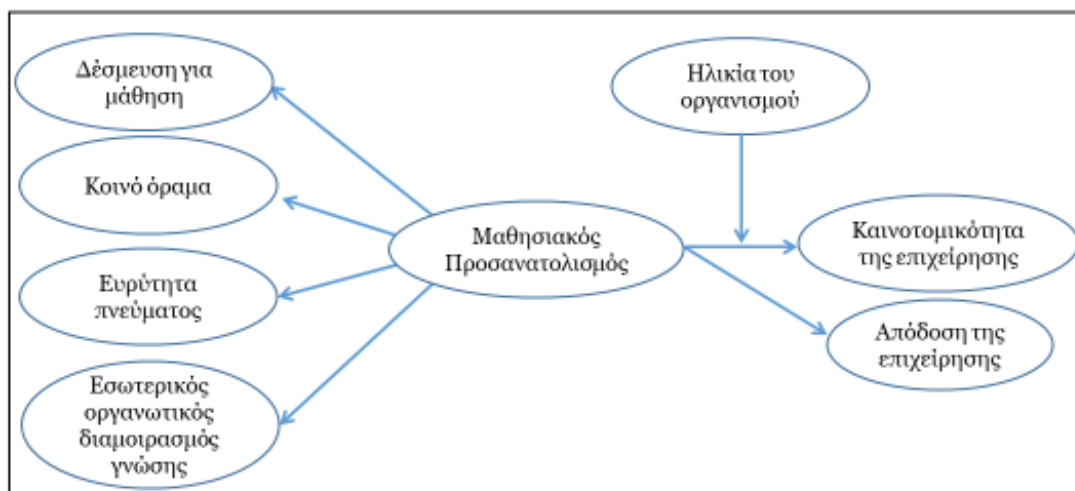 Δέσμευση για
μάθηση
Κοινό όραμα
Ευρύτητα
πνεύματος
Εσωτερικός
οργανωτικός
διαμοιρασμός
γνώσης
Μαθησιακός
Προσανατολισμός
Ηλικία του
οργανισμού
Καινοτομικότητα
της επιχείρησης
Απόδοση της
επιχείρησης